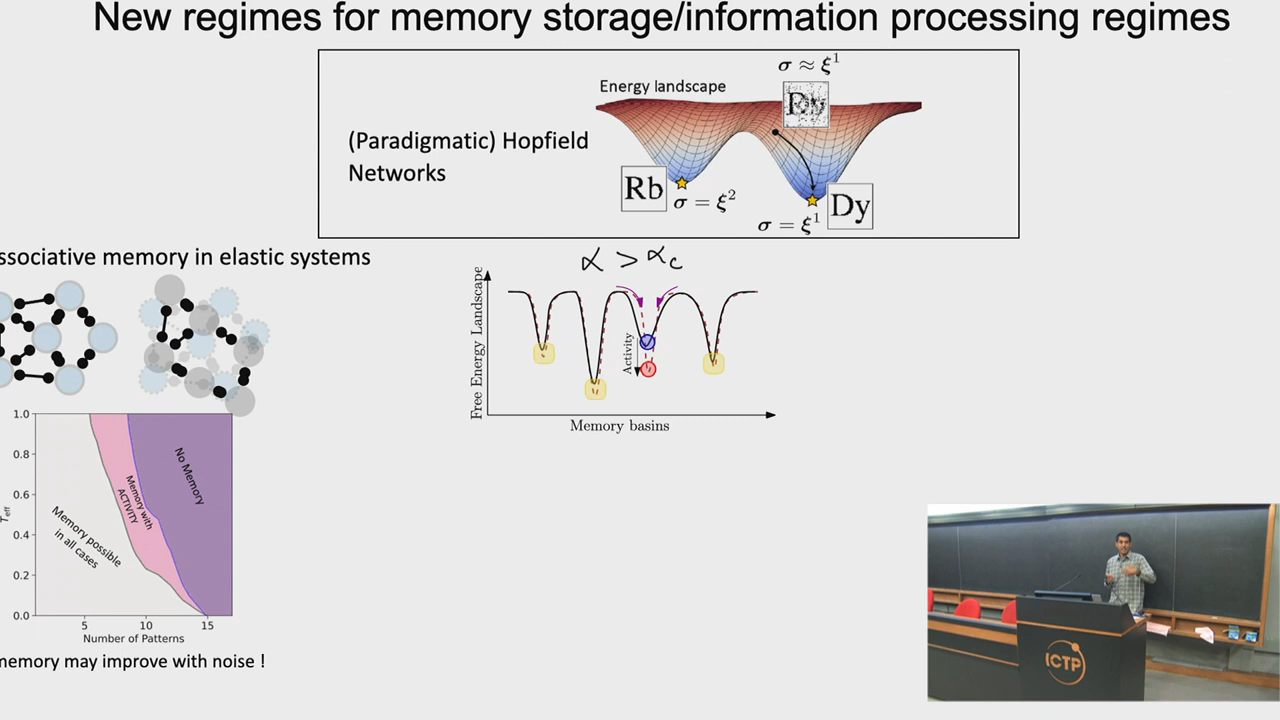 New regimes for memory storage/information processing regimes
Energy landscape
σ ≈ ξ¹
Dy
(Paradigmatic) Hopfield
Networks
Rb
σ = ξ²
Dy
σ = ξ¹
ssociative memory in elastic systems
α > αc
Free Energy Landscape
Activity
Memory basins
1.0
0.8
0.6
0.4
0.2
0.0
Teff
No Memory
Memory with
ACTIVITY
Memory possible
in all cases
5 10 15
Number of Patterns
memory may improve with noise !
ICTP